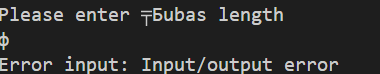 Please enter ╤Бubas length
ф
Error input: Input/output error